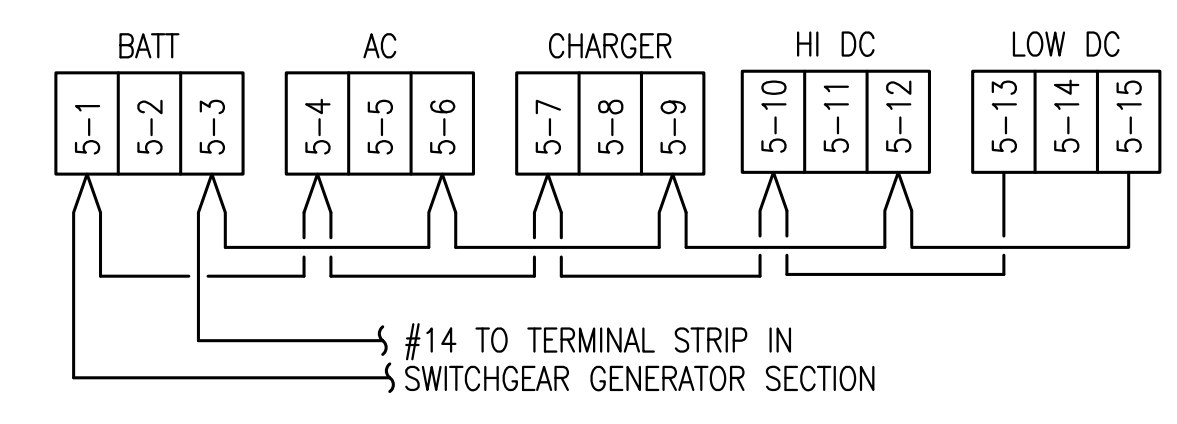 BATT AC CHARGER HI DC LOW DC
5-1 5-2 5-3 5-4 5-5 5-6 5-7 5-8 5-9 5-10 5-11 5-12 5-13 5-14 5-15
#14 TO TERMINAL STRIP IN
SWITCHGEAR GENERATOR SECTION